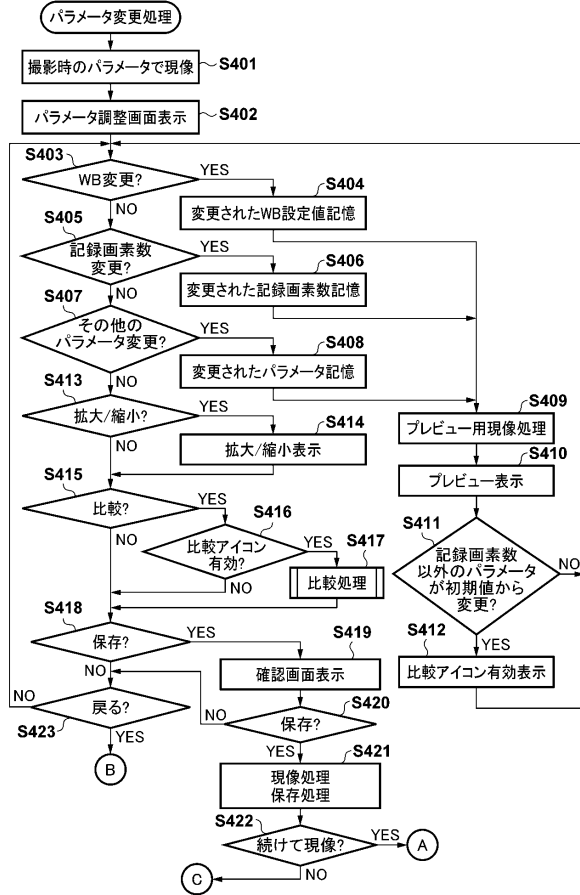 パラメータ変更処理
撮影時のパラメータで現像
S401
パラメータ調整画面表示
S402
S403
WB変更?
YES
NO
S404
変更されたWB設定値記憶
S405
記録画素数
変更?
YES
NO
S406
変更された記録画素数記憶
S407
その他の
パラメータ変更?
YES
NO
S408
変更されたパラメータ記憶
S413
拡大/縮小?
YES
NO
S414
拡大/縮小表示
S409
プレビュー用現像処理
S410
プレビュー表示
S415
比較?
YES
NO
S416
比較アイコン
有効?
YES
NO
S417
比較処理
S411
記録画素数
以外のパラメータ
が初期値から
変更?
NO
YES
S412
比較アイコン有効表示
S418
保存?
YES
NO
S419
確認画面表示
S420
保存?
NO
YES
戻る?
NO
S423
YES
B
S421
現像処理
保存処理
S422
続けて現像?
YES
A
NO
C